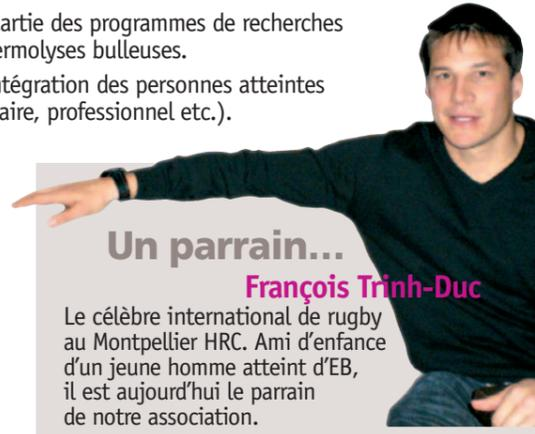 artie des programmes de recherches
ermolyses bulleuses.
ntégration des personnes atteintes
aire, professionnel etc.).
Un parrain...
François Trinh-Duc
Le célèbre international de rugby
au Montpellier HRC. Ami d'enfance
d'un jeune homme atteint d'EB,
il est aujourd'hui le parrain
de notre association.